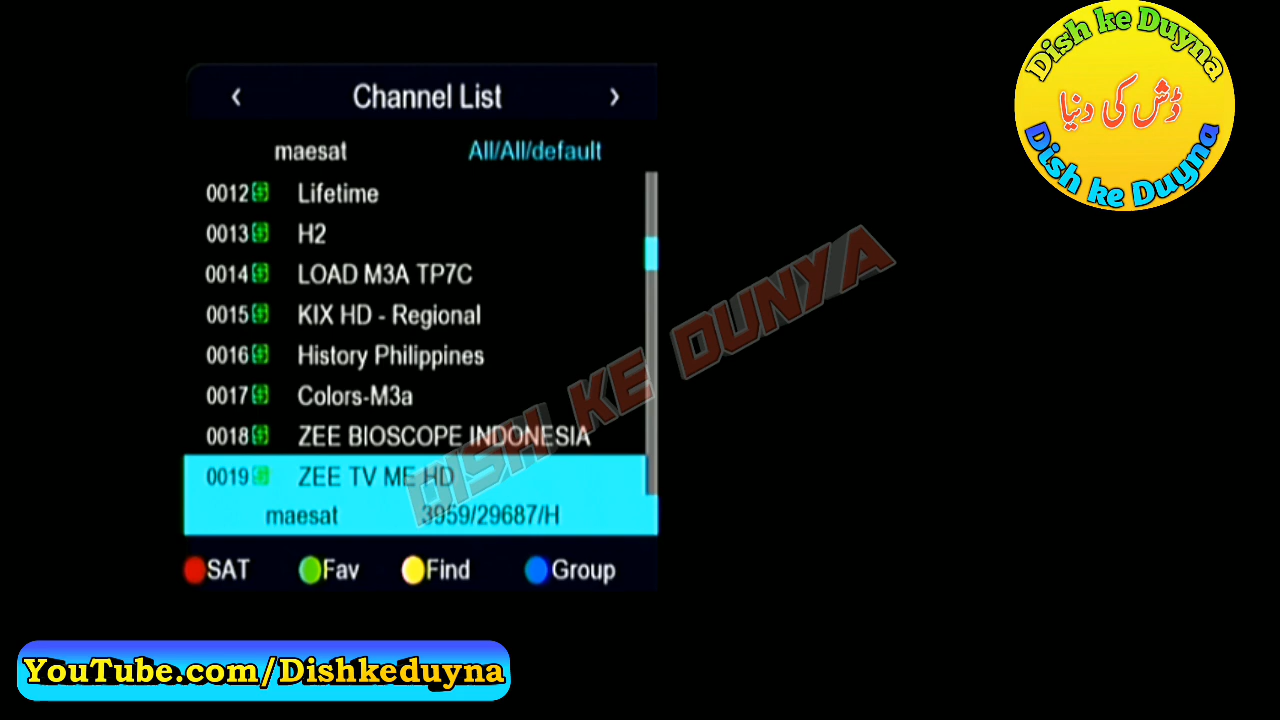 Dish ke Duyna
ڈش کی دنیا
Dish ke Duyna
Channel List
maesat All/All/default
0012 $ Lifetime
0013 $ H2
0014 $ LOAD M3A TP7C
0015 $ KIX HD - Regional
0016 $ History Philippines
0017 $ Colors-M3a
0018 $ ZEE BIOSCOPE INDONESIA
0019 $ ZEE TV ME HD
maesat 3959/29687/H
SAT Fav Find Group
DISH KE DUNYA
YouTube.com/Dishkeduyna